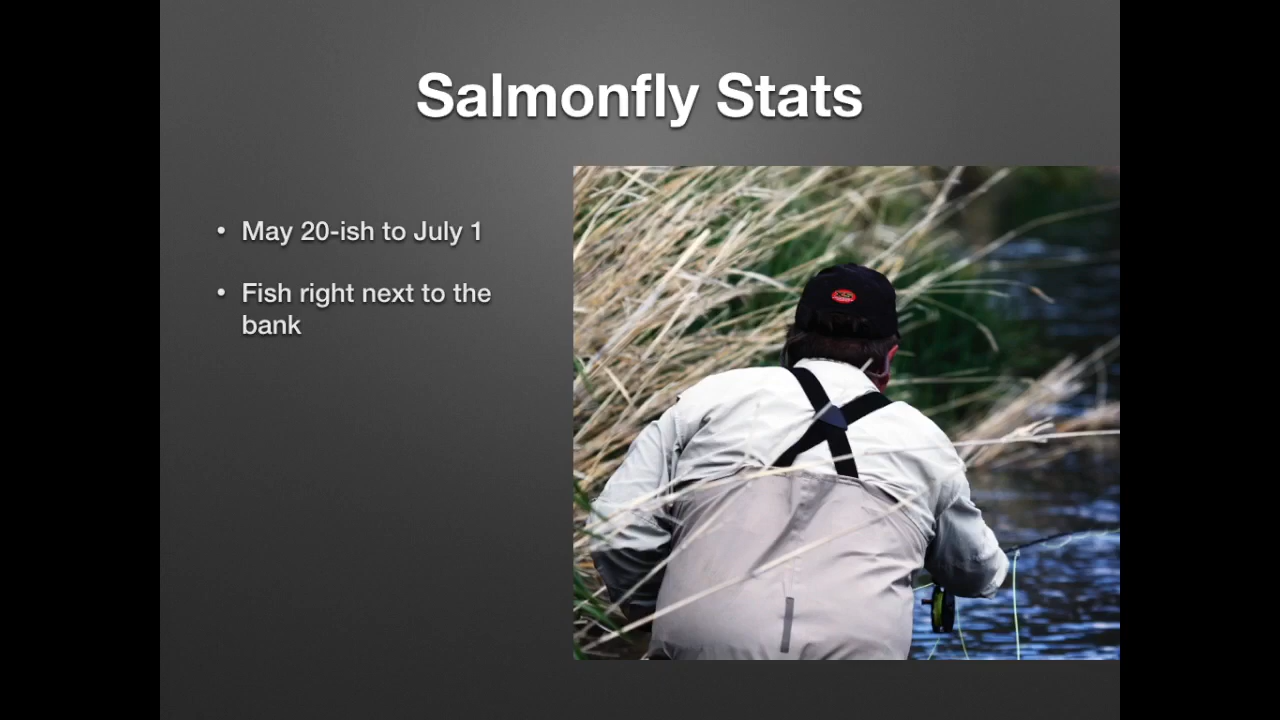 Salmonfly Stats
• May 20-ish to July 1
• Fish right next to the
bank